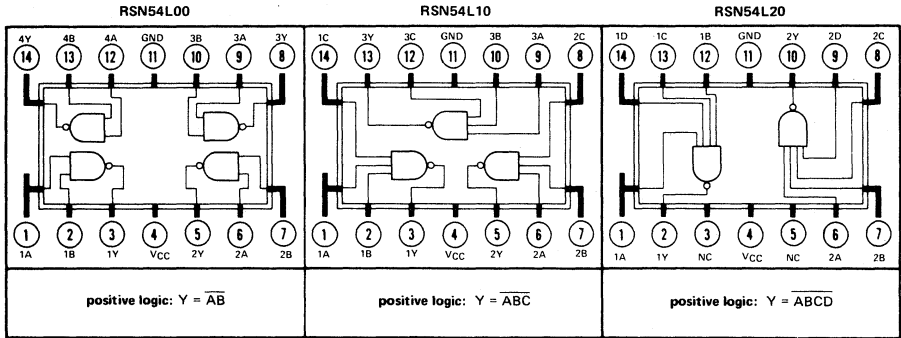 RSN54L00 RSN54L10 RSN54L20
4Y 4B 4A GND 3B 3A 3Y 1C 3Y 3C GND 3B 3A 2C 1D 1C 1B GND 2Y 2D 2C
14 13 12 11 10 9 8 14 13 12 11 10 9 8 14 13 12 11 10 9 8
1 2 3 4 5 6 7 1 2 3 4 5 6 7 1 2 3 4 5 6 7
1A 1B 1Y VCC 2Y 2A 2B 1A 1B 1Y VCC 2Y 2A 2B 1A 1Y NC VCC NC 2A 2B
positive logic: Y = A̅B̅ positive logic: Y = A̅B̅C̅ positive logic: Y = A̅B̅C̅D̅